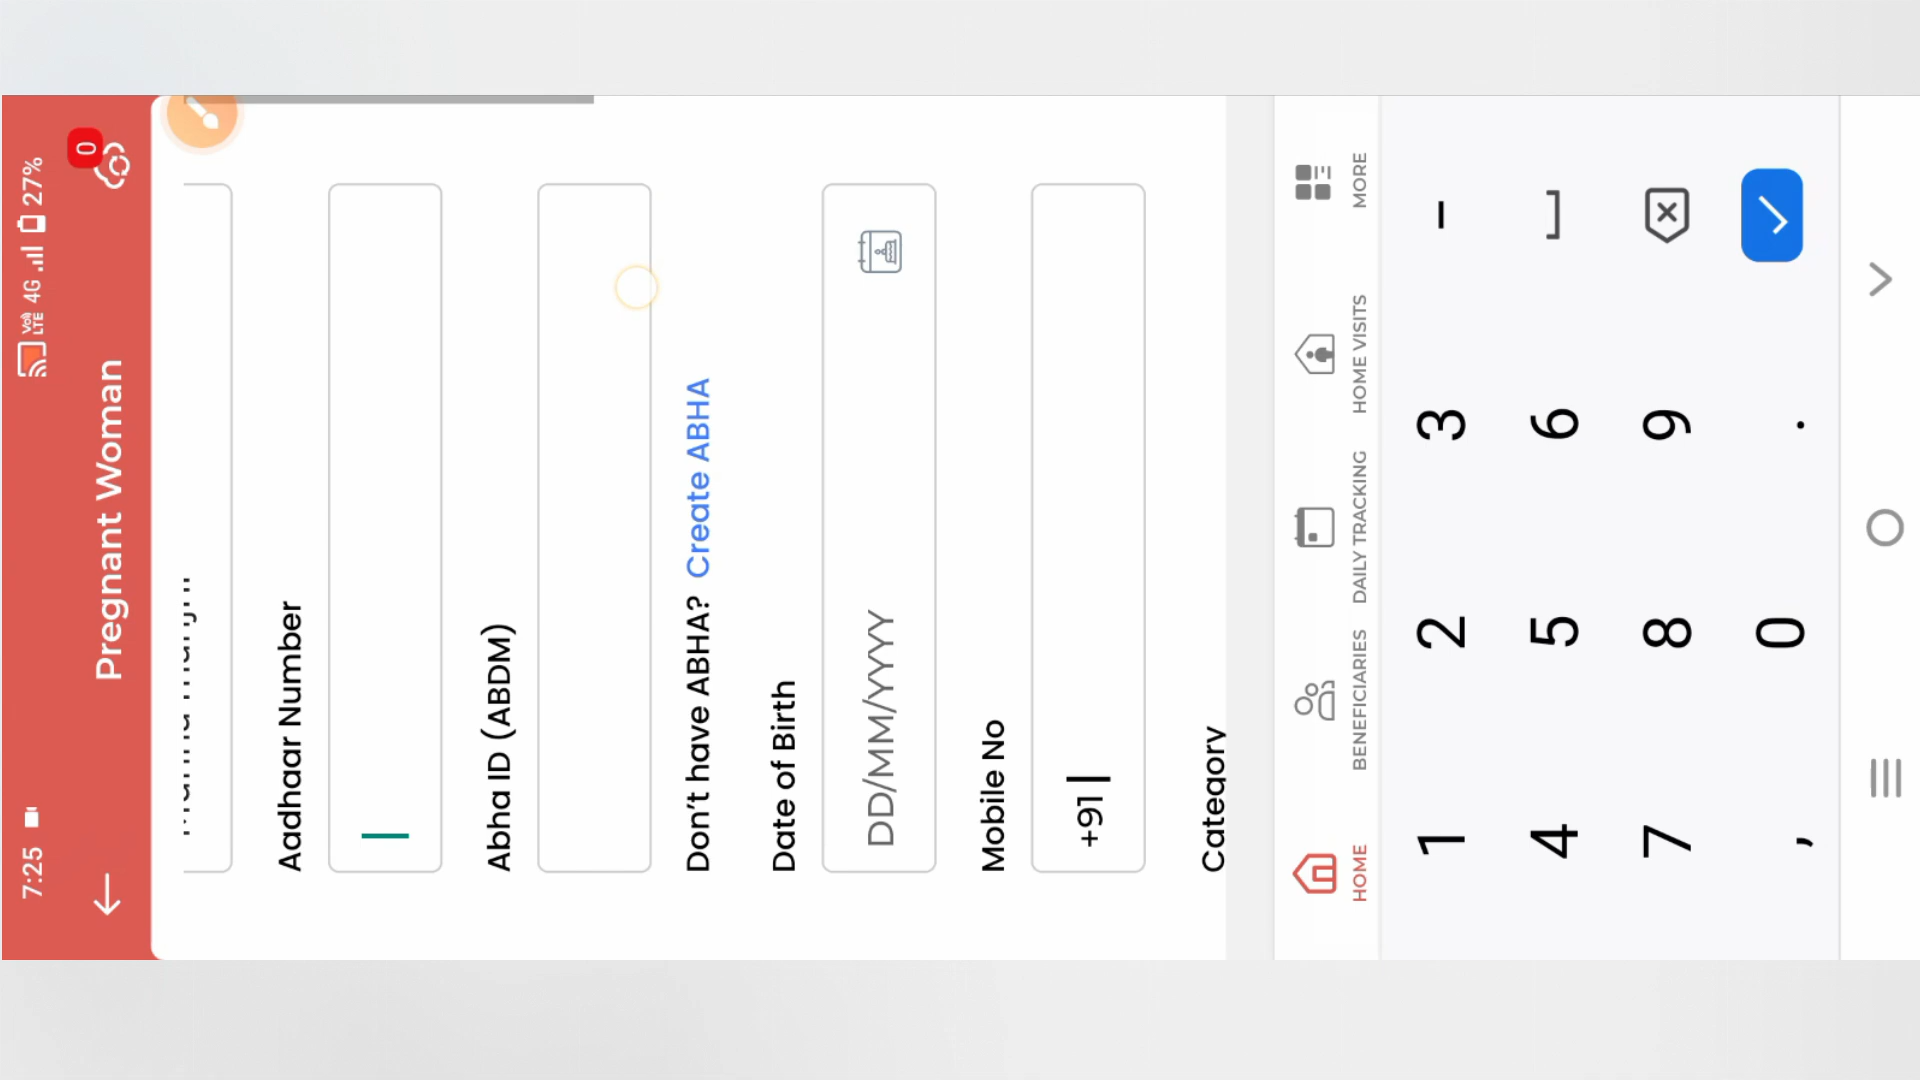 7:25
VoLTE 4G 27%
0
Pregnant Woman
Aadhaar Number
Abha ID (ABDM)
Don't have ABHA? Create ABHA
Date of Birth
DD/MM/YYYY
Mobile No
+91
Category
HOME BENEFICIARIES DAILY TRACKING HOME VISITS MORE
1 2 3 -
4 5 6
7 8 9
, 0 .